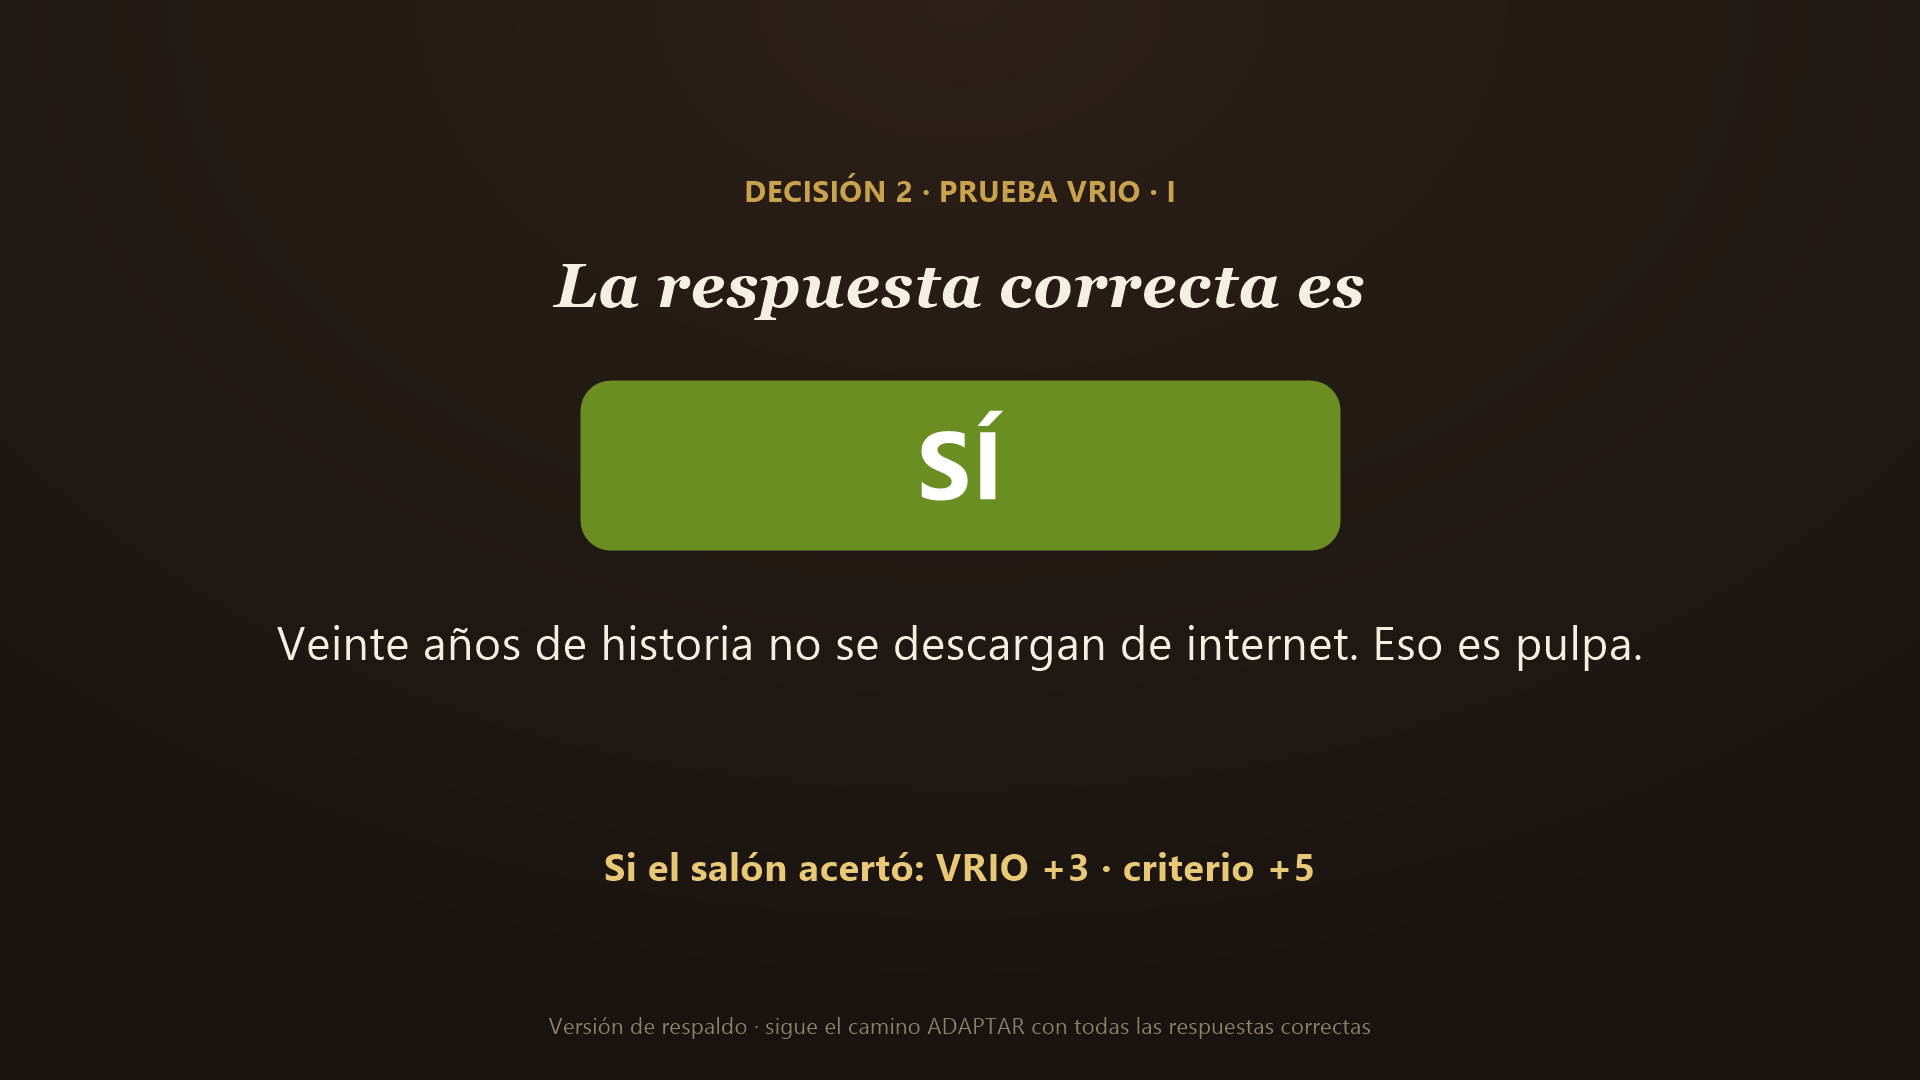 DECISIÓN 2 · PRUEBA VRIO · I
La respuesta correcta es
SÍ
Veinte años de historia no se descargan de internet. Eso es pulpa.
Si el salón acertó: VRIO +3 · criterio +5
Versión de respaldo · sigue el camino ADAPTAR con todas las respuestas correctas